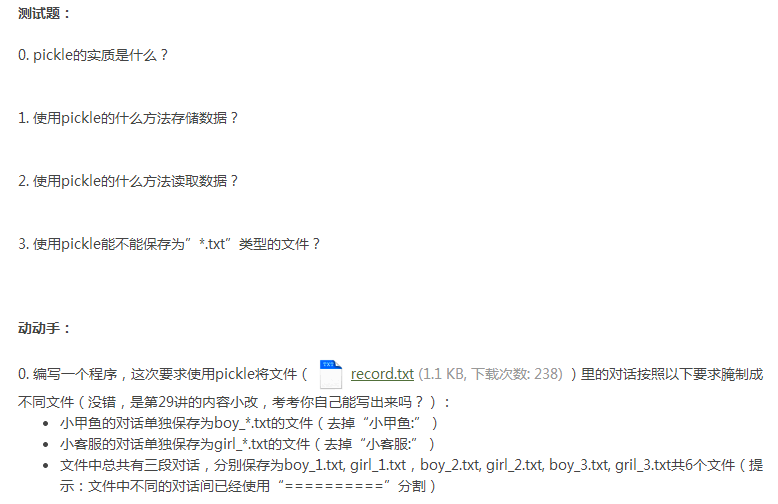 测试题：
0. pickle的实质是什么？
1. 使用pickle的什么方法存储数据？
2. 使用pickle的什么方法读取数据？
3. 使用pickle能不能保存为”*.txt”类型的文件？
动动手：
0. 编写一个程序，这次要求使用pickle将文件（ TXT record.txt (1.1 KB, 下载次数: 238) ）里的对话按照以下要求腌制成
不同文件（没错，是第29讲的内容小改，考考你自己能写出来吗？）：
• 小甲鱼的对话单独保存为boy_*.txt的文件（去掉“小甲鱼:”）
• 小客服的对话单独保存为girl_*.txt的文件（去掉“小客服:”）
• 文件中总共有三段对话，分别保存为boy_1.txt, girl_1.txt，boy_2.txt, girl_2.txt, boy_3.txt, gril_3.txt共6个文件（提
示：文件中不同的对话间已经使用“==========”分割）